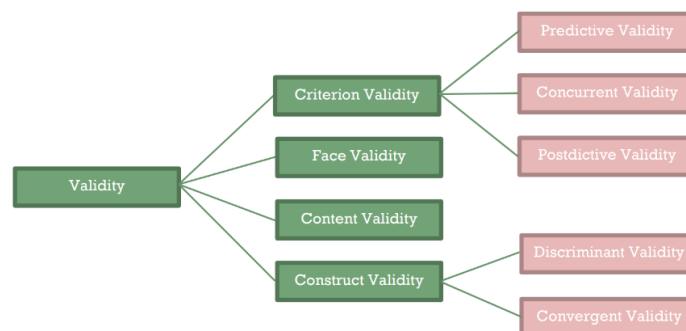 Predictive Validity
Criterion Validity
Concurrent Validity
Face Validity
Postdictive Validity
Validity
Content Validity
Discriminant Validity
Construct Validity
Convergent Validity